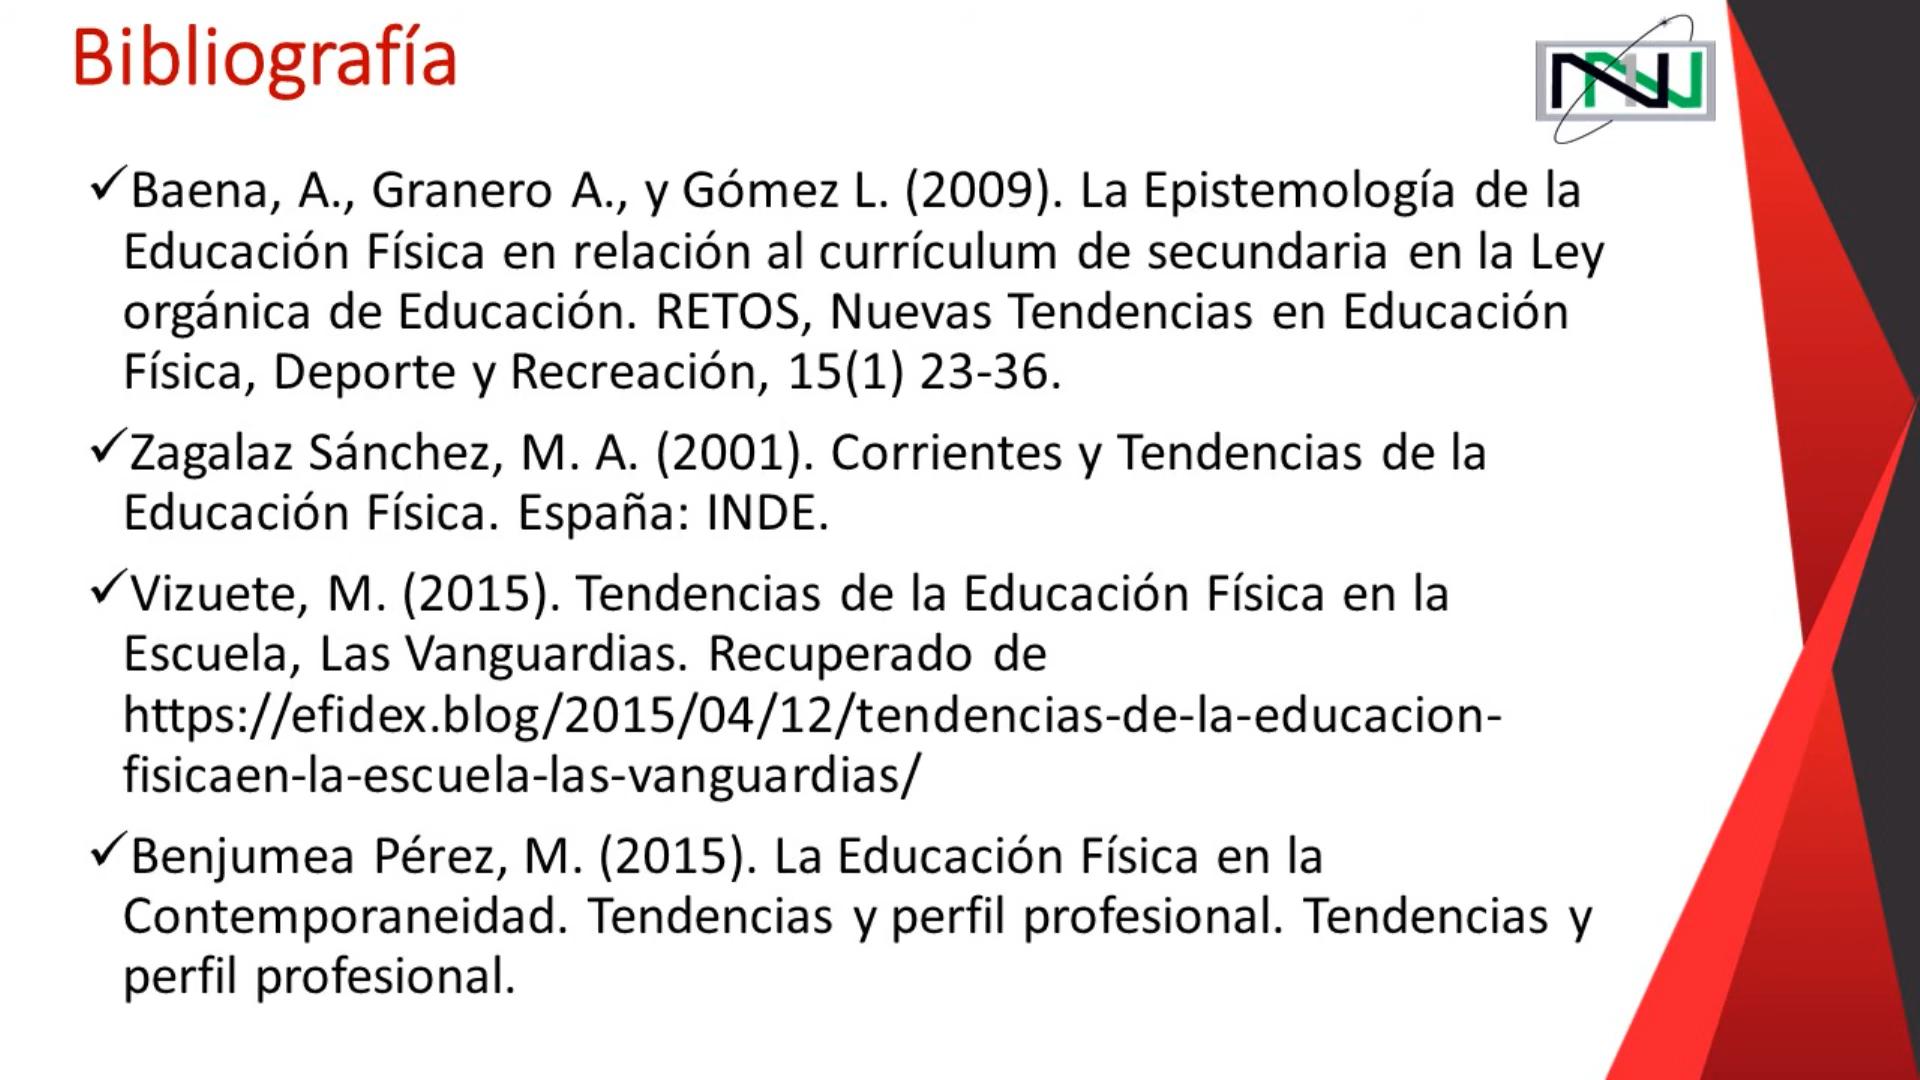 Bibliografía
✓Baena, A., Granero A., y Gómez L. (2009). La Epistemología de la
Educación Física en relación al currículum de secundaria en la Ley
orgánica de Educación. RETOS, Nuevas Tendencias en Educación
Física, Deporte y Recreación, 15(1) 23-36.
✓Zagalaz Sánchez, M. A. (2001). Corrientes y Tendencias de la
Educación Física. España: INDE.
✓Vizuete, M. (2015). Tendencias de la Educación Física en la
Escuela, Las Vanguardias. Recuperado de
https://efidex.blog/2015/04/12/tendencias-de-la-educacion-
fisicaen-la-escuela-las-vanguardias/
✓Benjumea Pérez, M. (2015). La Educación Física en la
Contemporaneidad. Tendencias y perfil profesional. Tendencias y
perfil profesional.